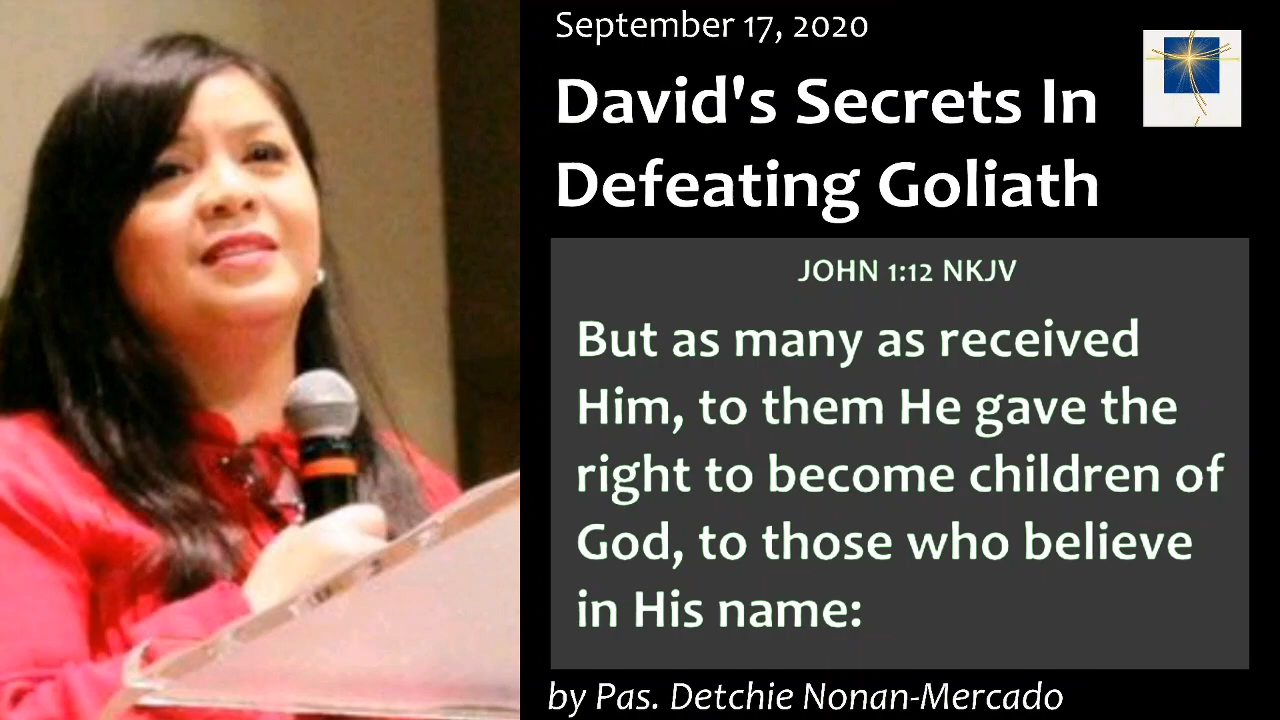 September 17, 2020
David's Secrets In
Defeating Goliath
JOHN 1:12 NKJV
But as many as received
Him, to them He gave the
right to become children of
God, to those who believe
in His name:
by Pas. Detchie Nonan-Mercado